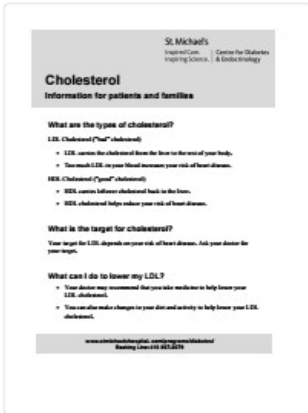 St. Michael's
Inspired Care.
Inspiring Science.
Centre for Diabetes
& Endocrinology
Cholesterol
Information for patients and families
What are the types of cholesterol?
LDL Cholesterol ("bad" cholesterol)
• LDL carries the cholesterol from the liver to the rest of your body.
• Too much LDL in your blood increases your risk of heart disease.
HDL Cholesterol ("good" cholesterol)
• HDL carries leftover cholesterol back to the liver.
• HDL cholesterol helps reduce your risk of heart disease.
What is the target for cholesterol?
Your target for LDL depends on your risk of heart disease. Ask your doctor for
your target.
What can I do to lower my LDL?
• Your doctor may recommend that you take medicine to help lower your
LDL cholesterol.
• You can also make changes to your diet and activity to help lower your LDL
cholesterol.
www.stmichaelshospital.com/programs/diabetes/